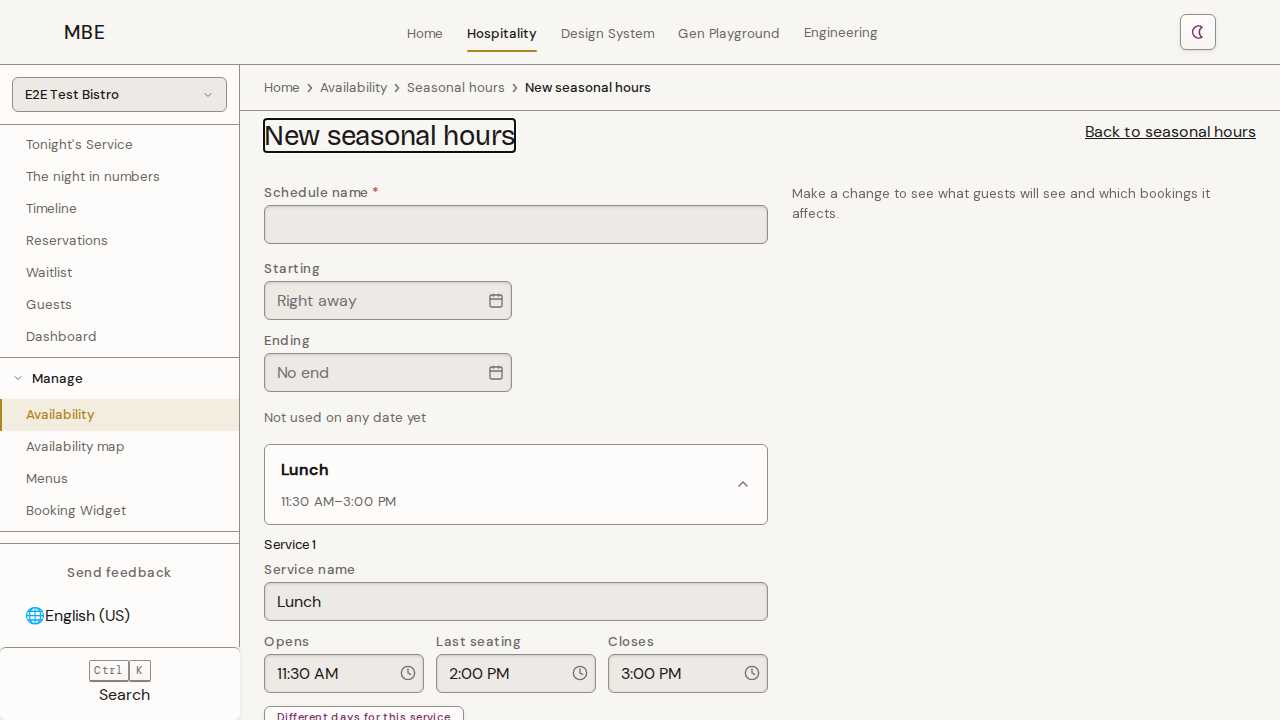 MBE
Home
Hospitality
Design System
Gen Playground
Engineering
E2E Test Bistro
Home
Availability
Seasonal hours
New seasonal hours
Tonight's Service
The night in numbers
Timeline
Reservations
Waitlist
Guests
Dashboard
Manage
Availability
Availability map
Menus
Booking Widget
Send feedback
🌐English (US)
Ctrl K
Search
New seasonal hours
Back to seasonal hours
Schedule name *
Starting
Right away
Ending
No end
Not used on any date yet
Lunch
11:30 AM–3:00 PM
Service 1
Service name
Lunch
Opens
Last seating
Closes
11:30 AM
2:00 PM
3:00 PM
Different days for this service
Make a change to see what guests will see and which bookings it
affects.